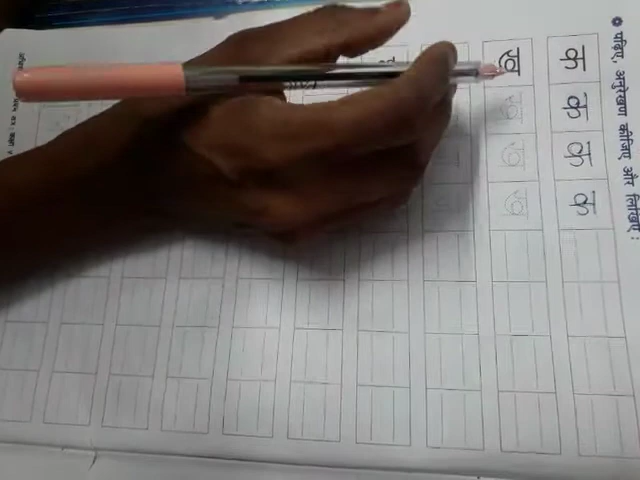 पढ़िए, अनुरेखण कीजिए और लिखिए :
क क क क
ख ख ख ख